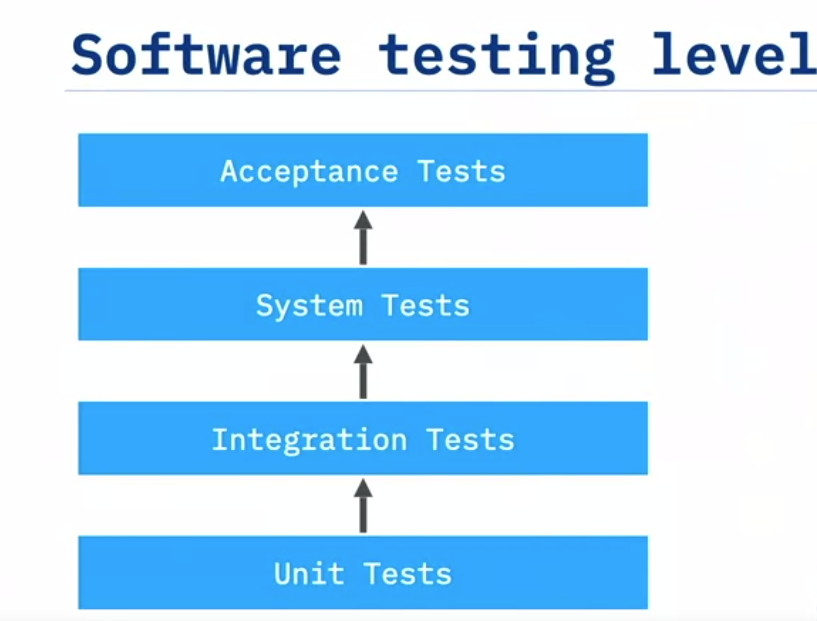 Software testing level
Acceptance Tests
System Tests
Integration Tests
Unit Tests